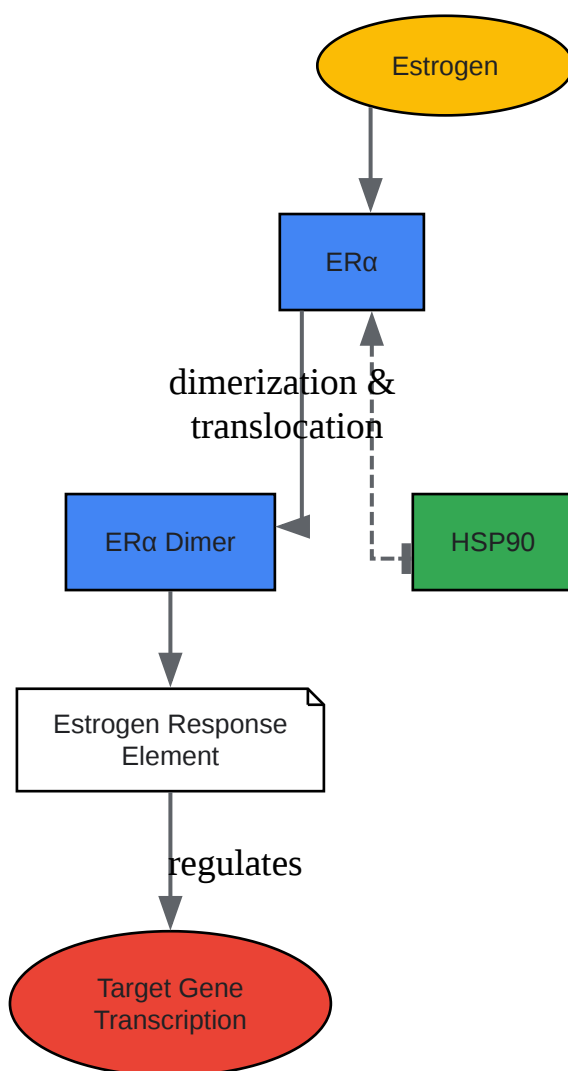 Estrogen
ERα
dimerization &
translocation
ERα Dimer
HSP90
Estrogen Response
Element
regulates
Target Gene
Transcription